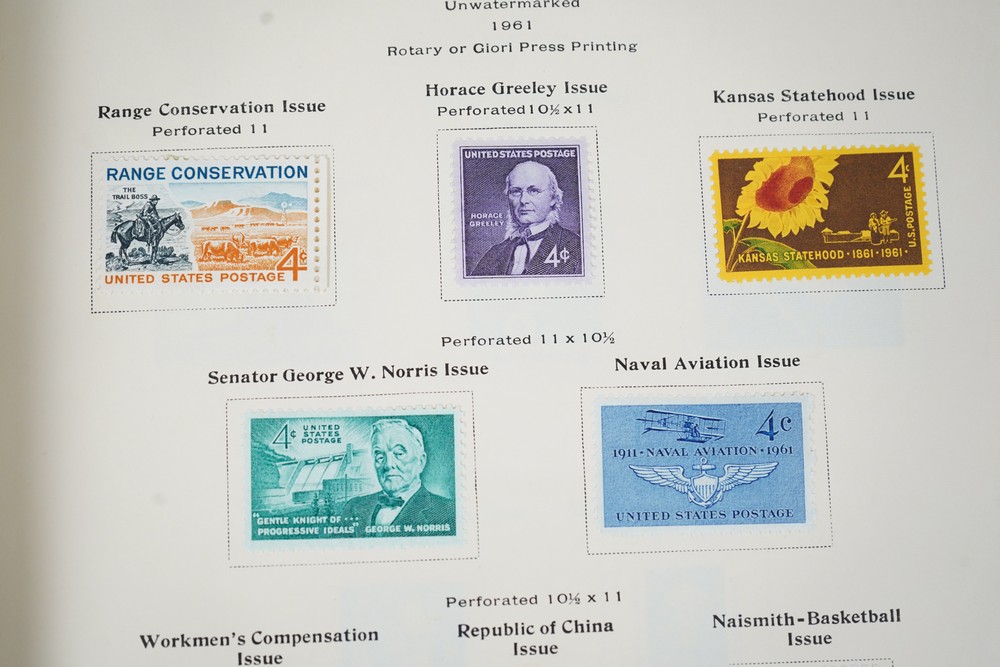 Unwatermarked
1961
Rotary or Giori Press Printing
Range Conservation Issue
Perforated 11
Horace Greeley Issue
Perforated 10½ x 11
Kansas Statehood Issue
Perforated 11
RANGE CONSERVATION
THE
TRAIL BOSS
4¢
UNITED STATES POSTAGE
UNITED STATES POSTAGE
HORACE
GREELEY
4¢
4¢
U.S. POSTAGE
KANSAS STATEHOOD · 1861 · 1961 ·
Perforated 11 x 10½
Senator George W. Norris Issue
Naval Aviation Issue
4¢
UNITED
STATES
POSTAGE
"GENTLE KNIGHT OF ...
PROGRESSIVE IDEALS"
GEORGE W. NORRIS
4c
1911 · NAVAL AVIATION · 1961
UNITED STATES POSTAGE
Perforated 10½ x 11
Workmen's Compensation
Issue
Republic of China
Issue
Naismith-Basketball
Issue